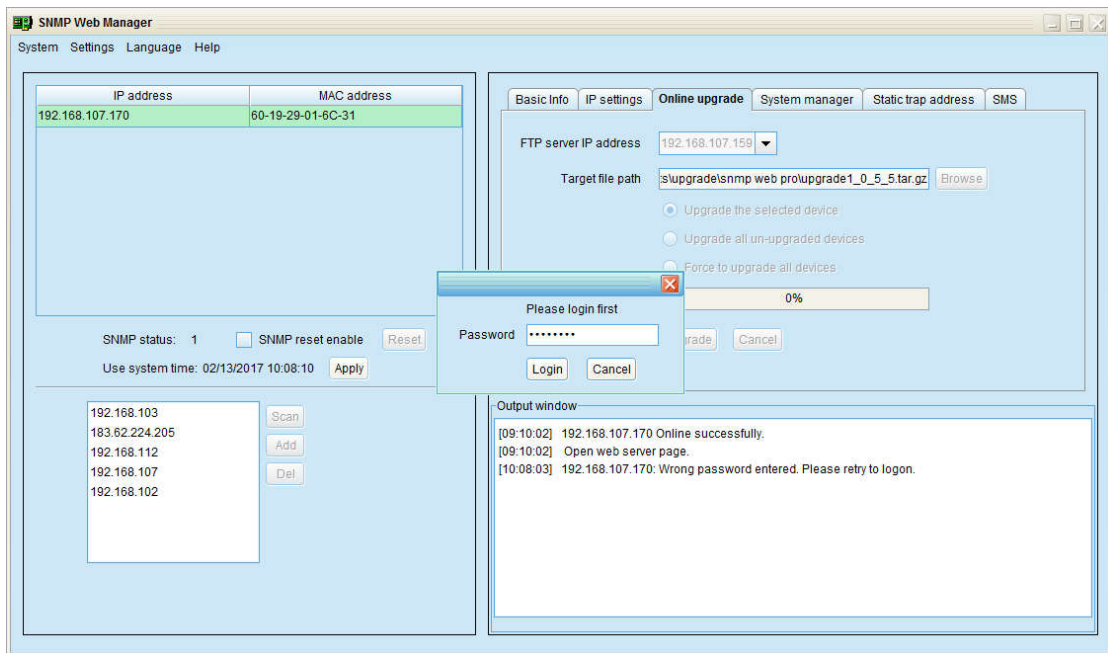 SNMP Web Manager
System Settings Language Help
IP address MAC address
192.168.107.170 60-19-29-01-6C-31
SNMP status: 1 SNMP reset enable Reset
Use system time: 02/13/2017 10:08:10 Apply
192.168.103
183.62.224.205
192.168.112
192.168.107
192.168.102
Scan
Add
Del
Basic Info IP settings Online upgrade System manager Static trap address SMS
FTP server IP address 192.168.107.159
Target file path :s\upgrade\snmp web pro\upgrade1_0_5_5.tar.gz Browse
Upgrade the selected device
Upgrade all un-upgraded devices
Force to upgrade all devices
0%
rade Cancel
Please login first
Password ••••••••
Login Cancel
Output window
[09:10:02] 192.168.107.170 Online successfully.
[09:10:02] Open web server page.
[10:08:03] 192.168.107.170: Wrong password entered. Please retry to logon.